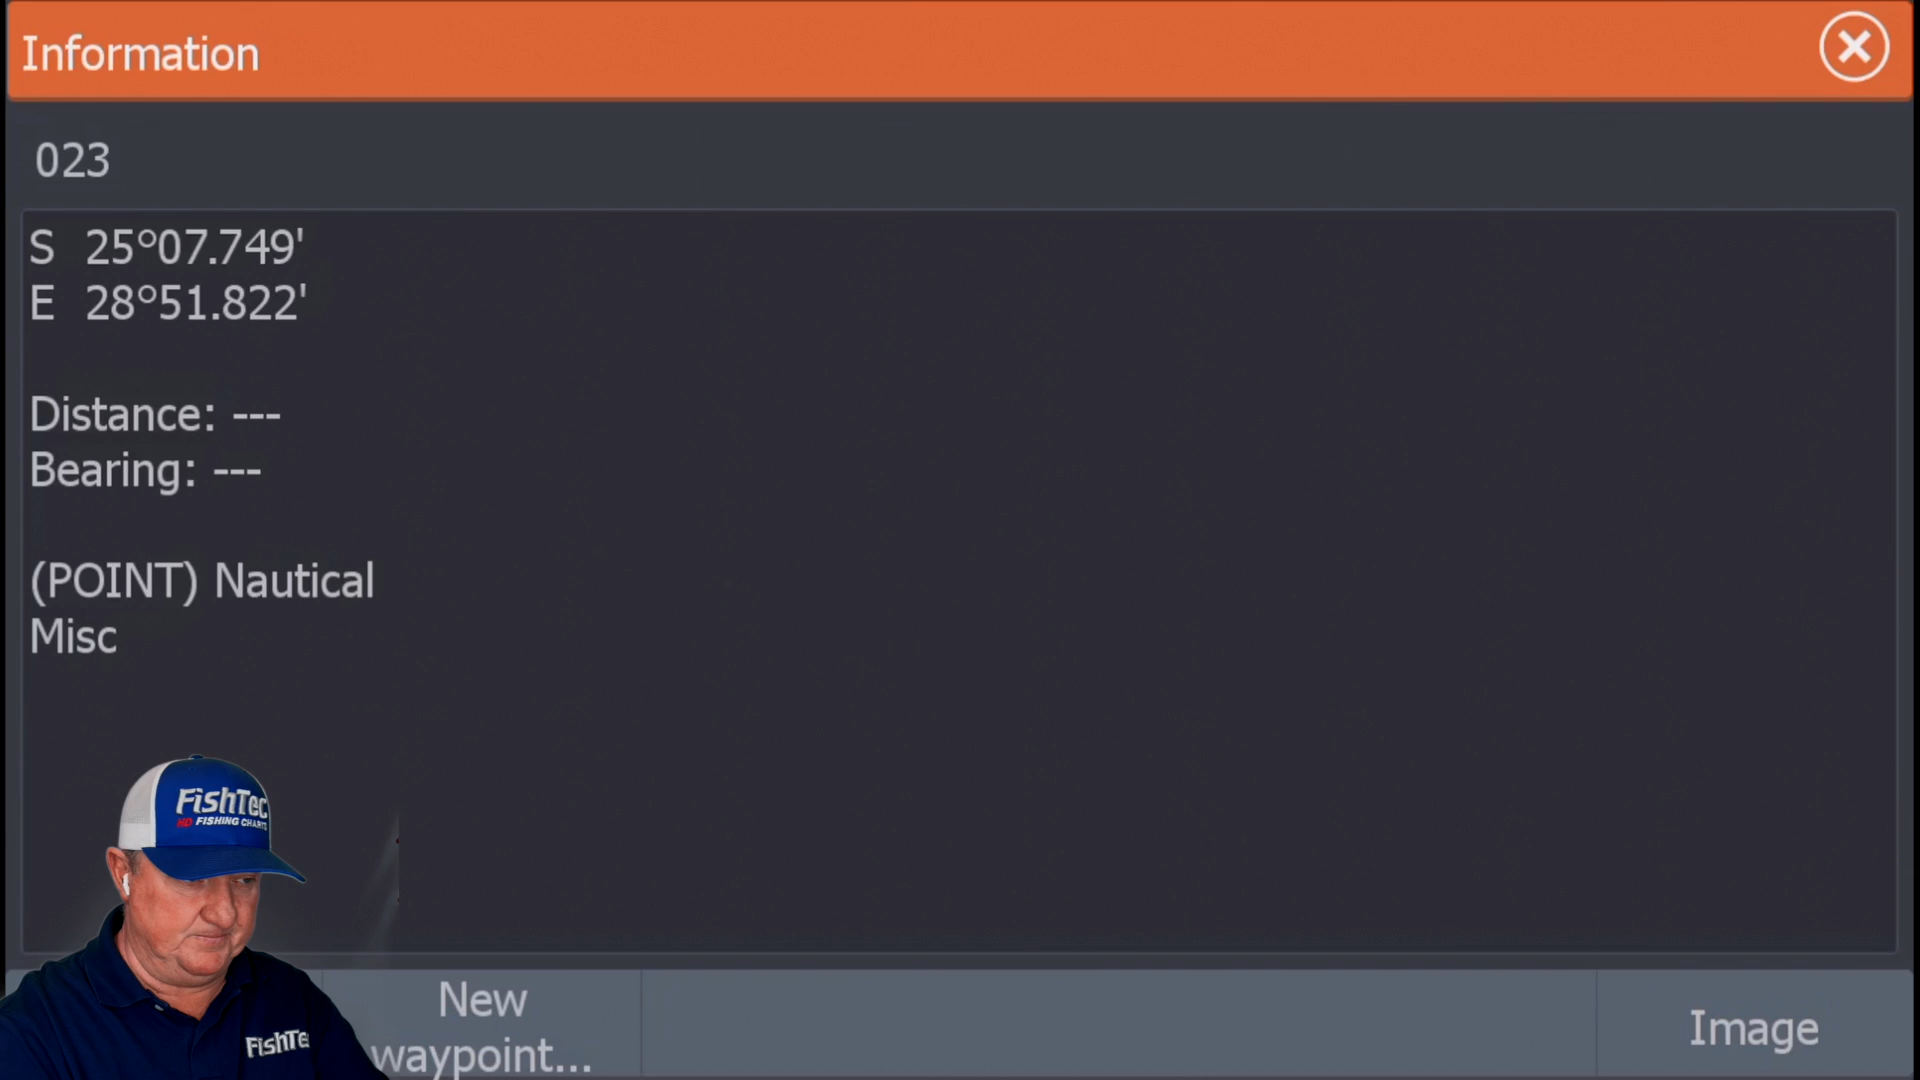 Information
023
S 25°07.749'
E 28°51.822'
Distance: ---
Bearing: ---
(POINT) Nautical
Misc
FishTec
HD FISHING CHARTS
FishTe
New
waypoint...
Image